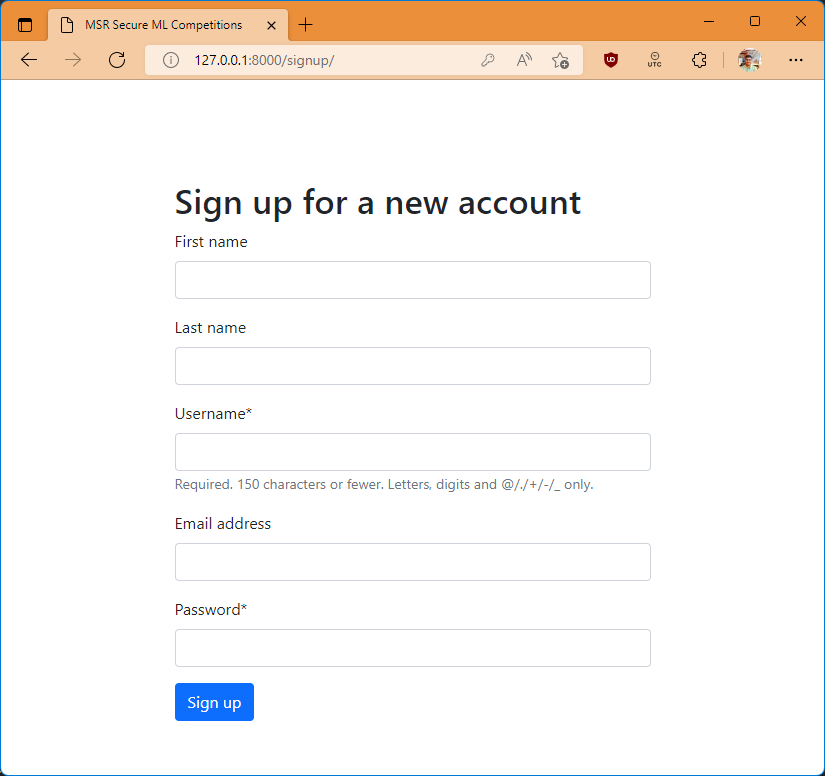 MSR Secure ML Competitions
127.0.0.1:8000/signup/
A
UD
UTC
Sign up for a new account
First name
Last name
Username*
Required. 150 characters or fewer. Letters, digits and @/./+/-/_ only.
Email address
Password*
Sign up